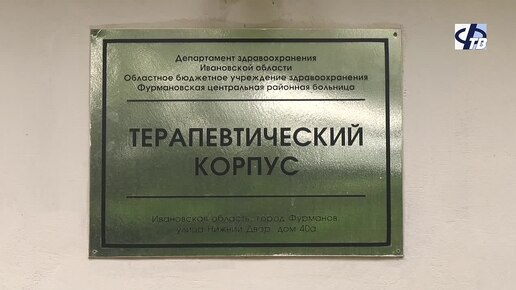 ФТВ
Департамент здравоохранения
Ивановской области
Областное бюджетное учреждение здравоохранения
Фурмановская центральная районная больница
ТЕРАПЕВТИЧЕСКИЙ
КОРПУС
Ивановская область, город Фурманов,
улица Нижний Двор, дом 40а